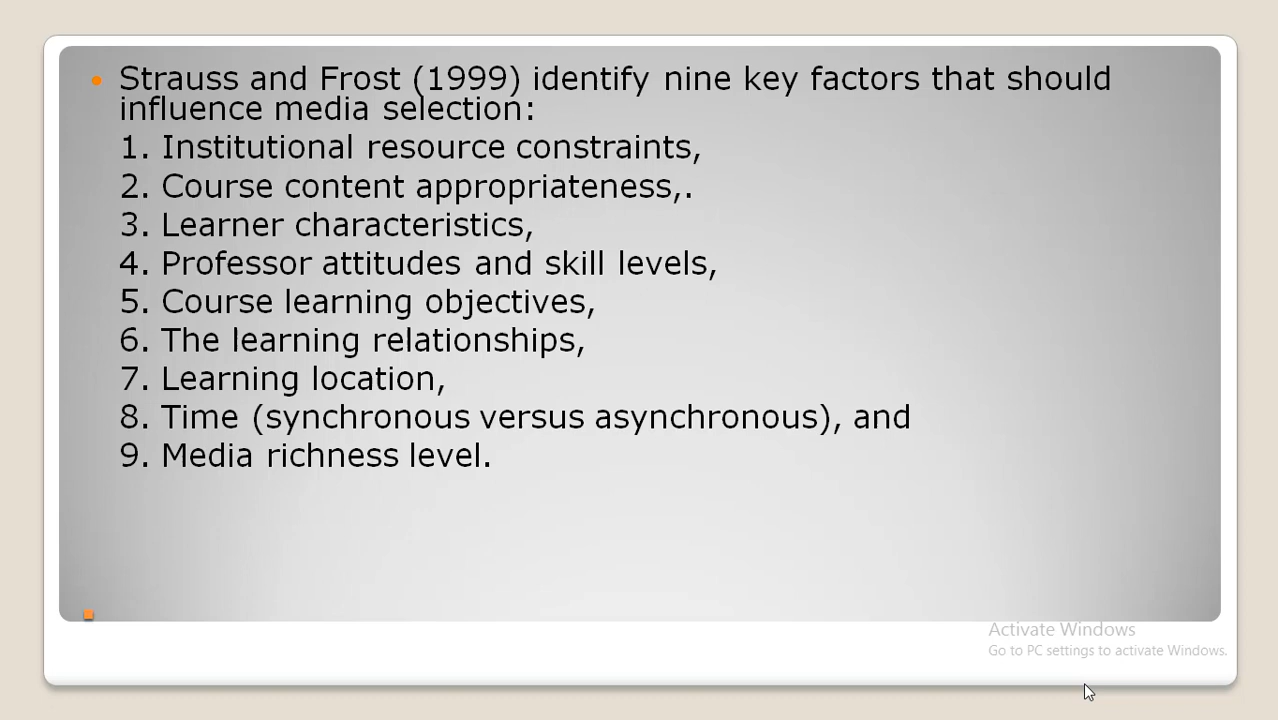 Strauss and Frost (1999) identify nine key factors that should
influence media selection:
1. Institutional resource constraints,
2. Course content appropriateness,.
3. Learner characteristics,
4. Professor attitudes and skill levels,
5. Course learning objectives,
6. The learning relationships,
7. Learning location,
8. Time (synchronous versus asynchronous), and
9. Media richness level.
Activate Windows
Go to PC settings to activate Windows.